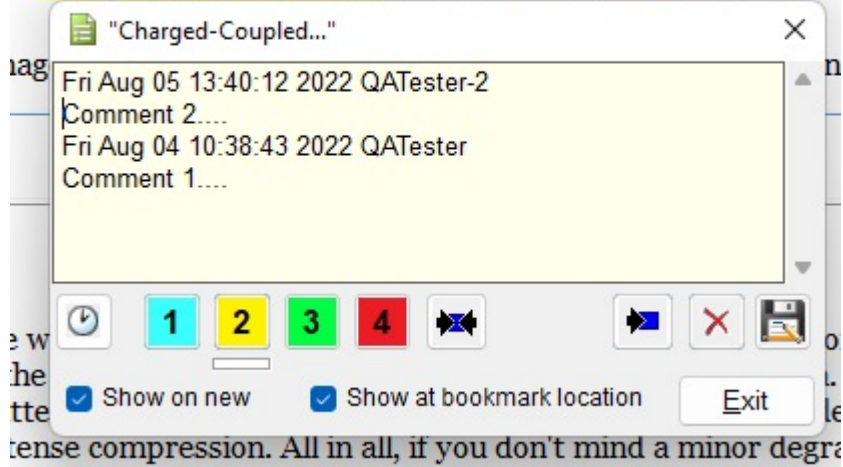 "Charged-Coupled..."
Fri Aug 05 13:40:12 2022 QATester-2
Comment 2....
Fri Aug 04 10:38:43 2022 QATester
Comment 1....
1 2 3 4
Show on new Show at bookmark location Exit
tense compression. All in all, if you don't mind a minor degra